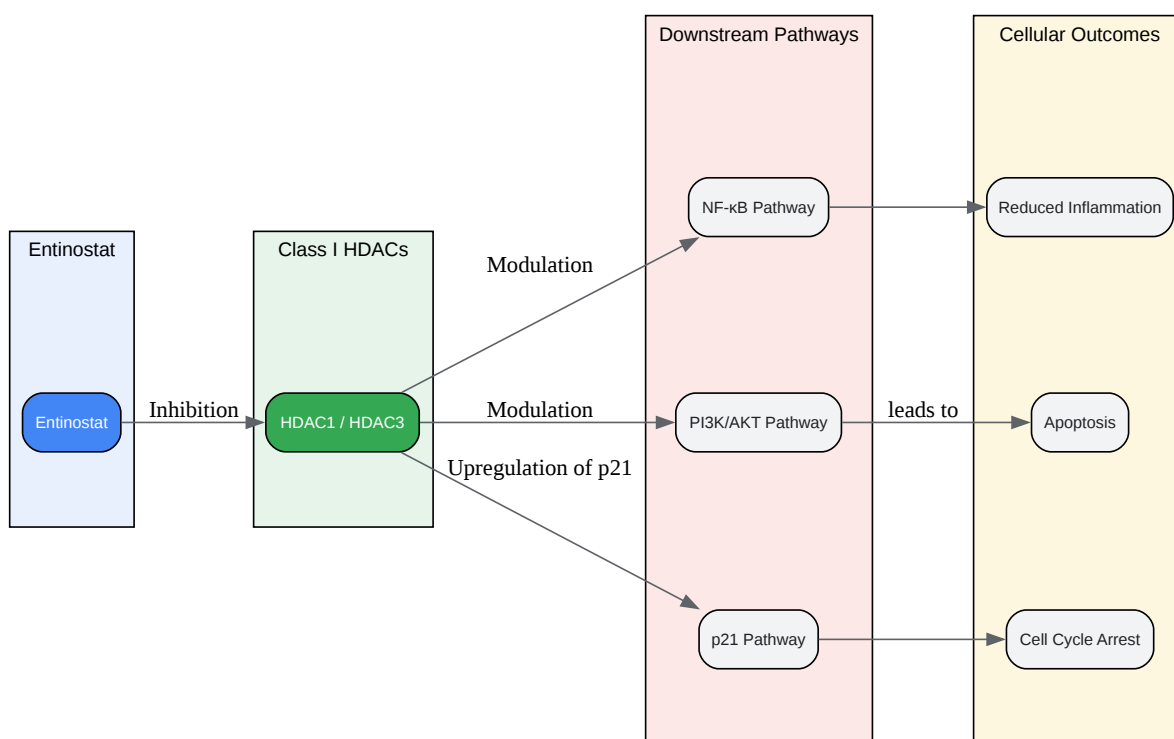 Entinostat
Entinostat
Inhibition
Class I HDACs
HDAC1 / HDAC3
Modulation
Modulation
Upregulation of p21
Downstream Pathways
NF-κB Pathway
PI3K/AKT Pathway
p21 Pathway
leads to
Cellular Outcomes
Reduced Inflammation
Apoptosis
Cell Cycle Arrest